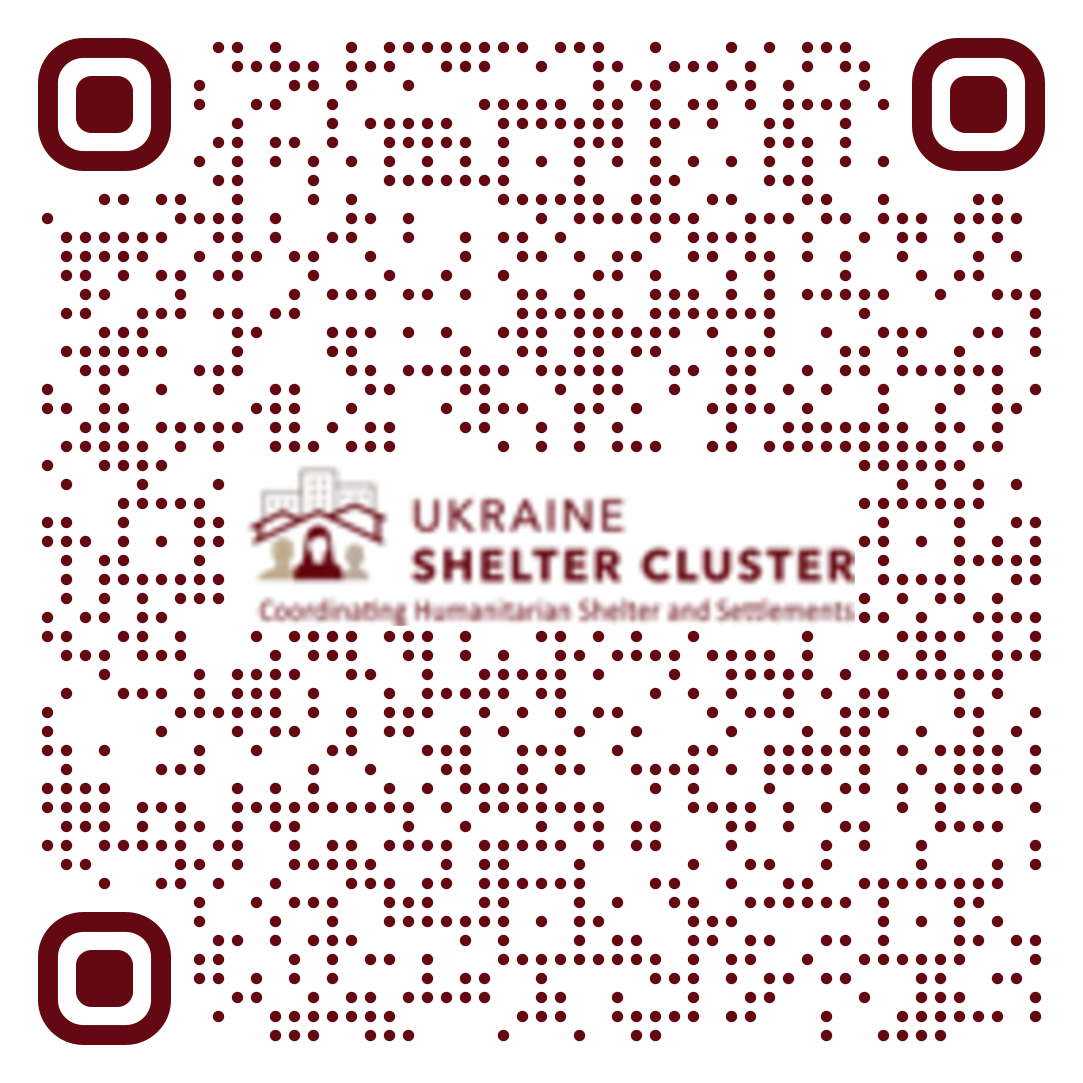 UKRAINE
SHELTER CLUSTER
Coordinating Humanitarian Shelter and Settlements